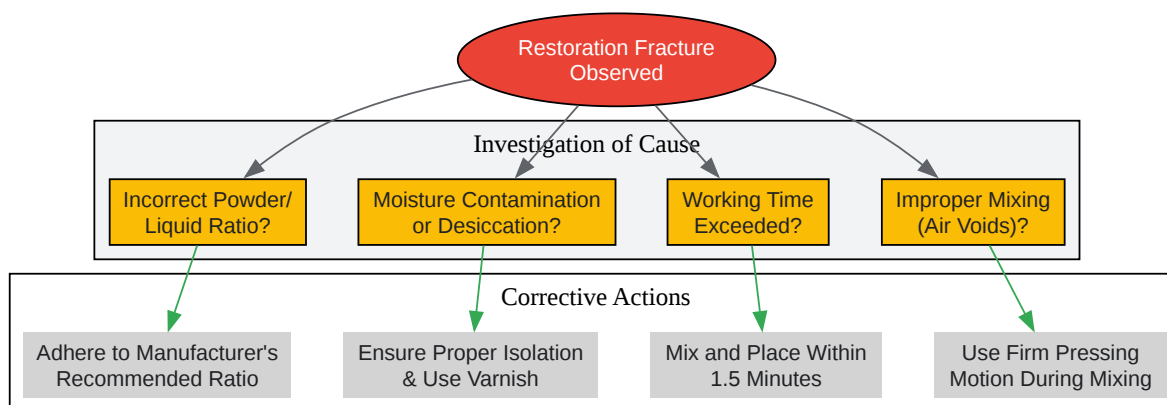 Restoration Fracture
Observed
Investigation of Cause
Incorrect Powder/
Liquid Ratio?
Moisture Contamination
or Desiccation?
Working Time
Exceeded?
Improper Mixing
(Air Voids)?
Corrective Actions
Adhere to Manufacturer's
Recommended Ratio
Ensure Proper Isolation
& Use Varnish
Mix and Place Within
1.5 Minutes
Use Firm Pressing
Motion During Mixing